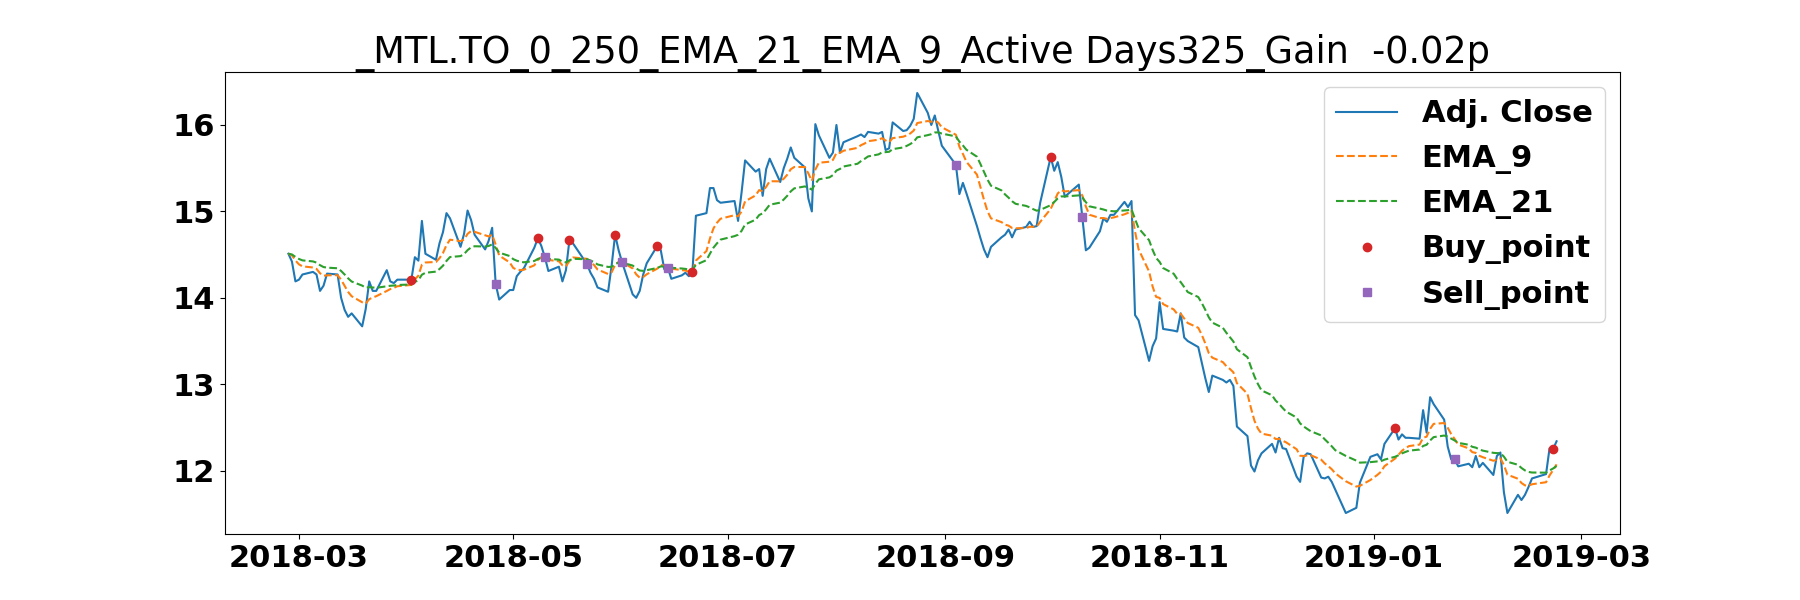 _MTL.TO_0_250_EMA_21_EMA_9_Active Days325_Gain  -0.02p
16
15
14
13
12
Adj. Close
EMA_9
EMA_21
Buy_point
Sell_point
2018-03 2018-05 2018-07 2018-09 2018-11 2019-01 2019-03